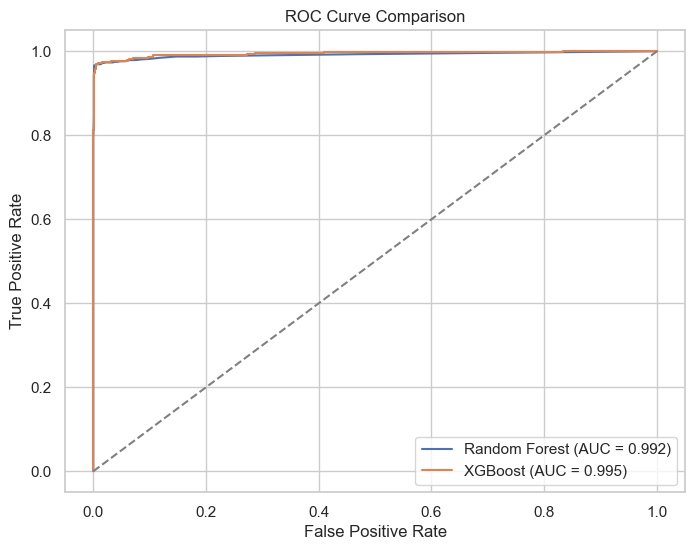 ROC Curve Comparison
True Positive Rate
1.0
0.8
0.6
0.4
0.2
0.0
Random Forest (AUC = 0.992)
XGBoost (AUC = 0.995)
0.0 0.2 0.4 0.6 0.8 1.0
False Positive Rate